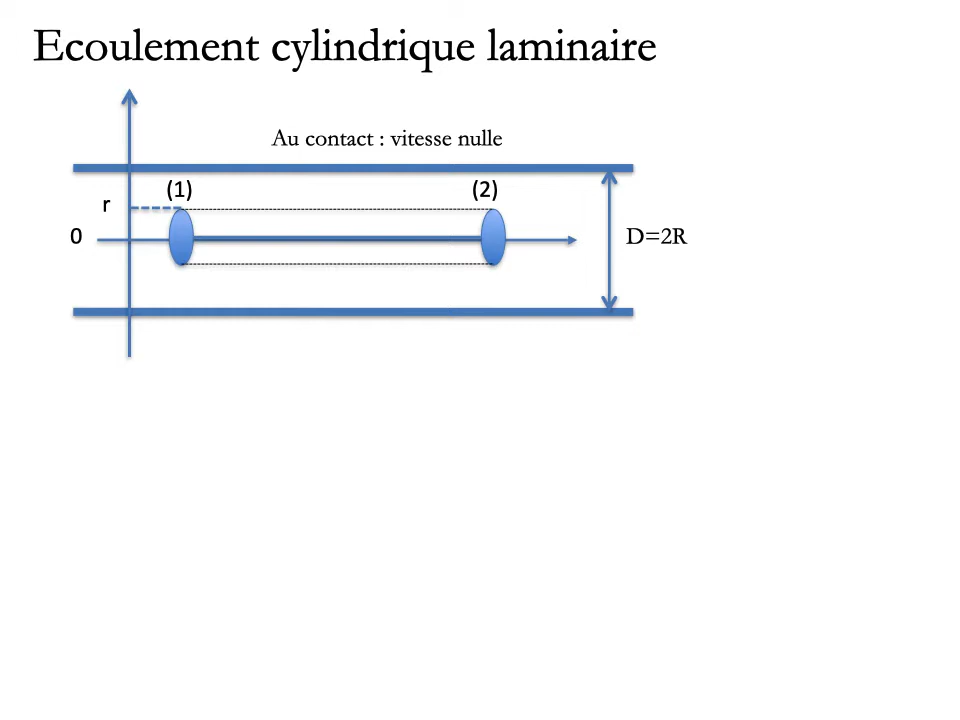 Ecoulement cylindrique laminaire
Au contact : vitesse nulle
(1)
(2)
r
0
D=2R